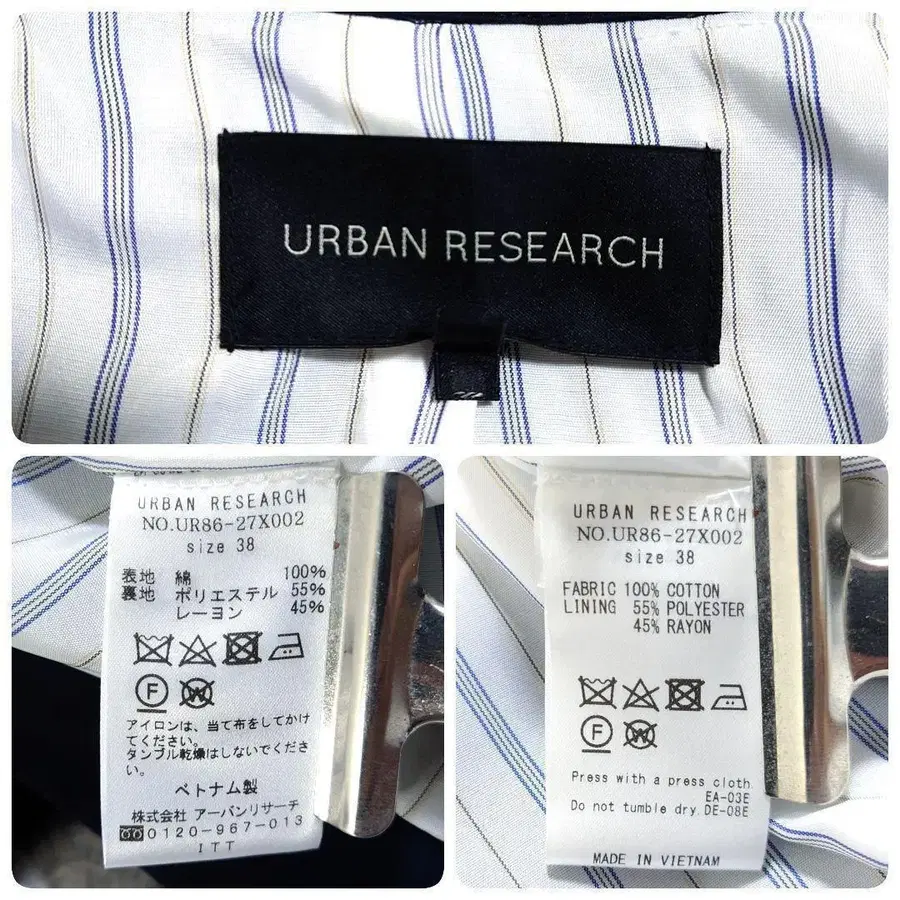 URBAN RESEARCH
URBAN RESEARCH
NO.UR86-27X002
size 38
表地 綿 100%
裏地 ポリエステル 55%
レーヨン 45%
F W
アイロンは、当て布をしてかけ
てください。
タンブル乾燥はしないでくださ
い。
ベトナム製
株式会社 アーバンリサーチ
0120-967-013
ITT
URBAN RESEARCH
NO.UR86-27X002
size 38
FABRIC 100% COTTON
LINING 55% POLYESTER
45% RAYON
F W
Press with a press cloth.
EA-03E
Do not tumble dry. DE-08E
MADE IN VIETNAM